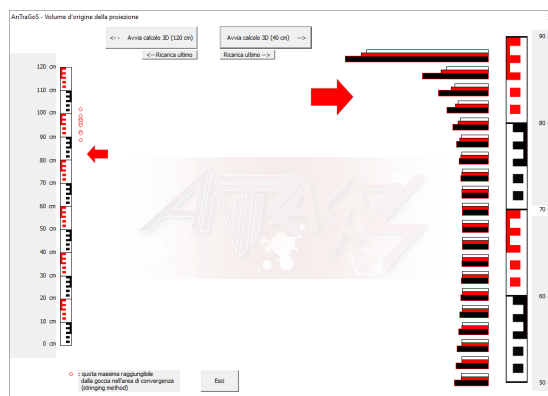 AnTraGoS - Volume d'origine della proiezione
<-- Avvia calcolo 3D (120 cm)
Avvia calcolo 3D (40 cm) -->
<-- Ricarica ultimo
Ricarica ultimo -->
120 cm
110 cm
100 cm
90 cm
80 cm
70 cm
60 cm
50 cm
40 cm
30 cm
20 cm
10 cm
0 cm
90
80
70
60
50
ANTRAGOS
: quota massima raggiungibile
dalla goccia nell'area di convergenza
(stringing method)
Esci